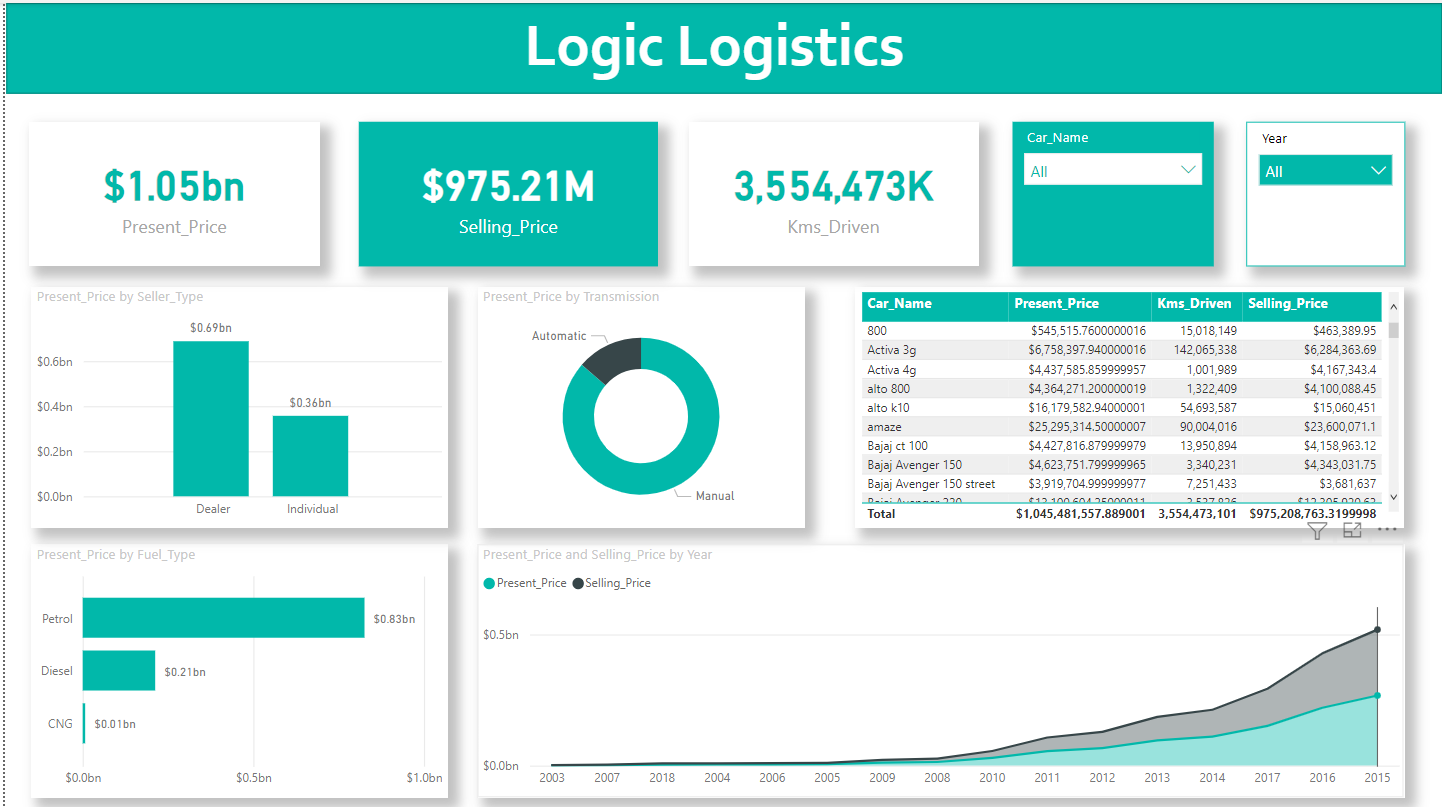 Logic Logistics
$1.05bn
Present_Price
$975.21M
Selling_Price
3,554,473K
Kms_Driven
Car_Name
All
Year
All
Present_Price by Seller_Type
$0.69bn
$0.6bn
$0.36bn
$0.4bn
$0.2bn
$0.0bn
Dealer Individual
Present_Price by Transmission
Automatic
Manual
Car_Name Present_Price Kms_Driven Selling_Price
800 $545,515.7600000016 15,018,149 $463,389.95
Activa 3g $6,758,397.940000016 142,065,338 $6,284,363.69
Activa 4g $4,437,585.859999957 1,001,989 $4,167,343.4
alto 800 $4,364,271.200000019 1,322,409 $4,100,088.45
alto k10 $16,179,582.94000001 54,693,587 $15,060,451
amaze $25,295,314.50000007 90,004,016 $23,600,071.1
Bajaj ct 100 $4,427,816.879999979 13,950,894 $4,158,963.12
Bajaj Avenger 150 $4,623,751.799999965 3,340,231 $4,343,031.75
Bajaj Avenger 150 street $3,919,704.999999977 7,251,433 $3,681,637
Bajaj Avenger 220
Total $1,045,481,557.889001 3,554,473,101 $975,208,763.3199998
Present_Price by Fuel_Type
Petrol $0.83bn
Diesel $0.21bn
CNG $0.01bn
$0.0bn $0.5bn $1.0bn
Present_Price and Selling_Price by Year
Present_Price Selling_Price
$0.5bn
$0.0bn
2003 2007 2018 2004 2006 2005 2009 2008 2010 2011 2012 2013 2014 2017 2016 2015